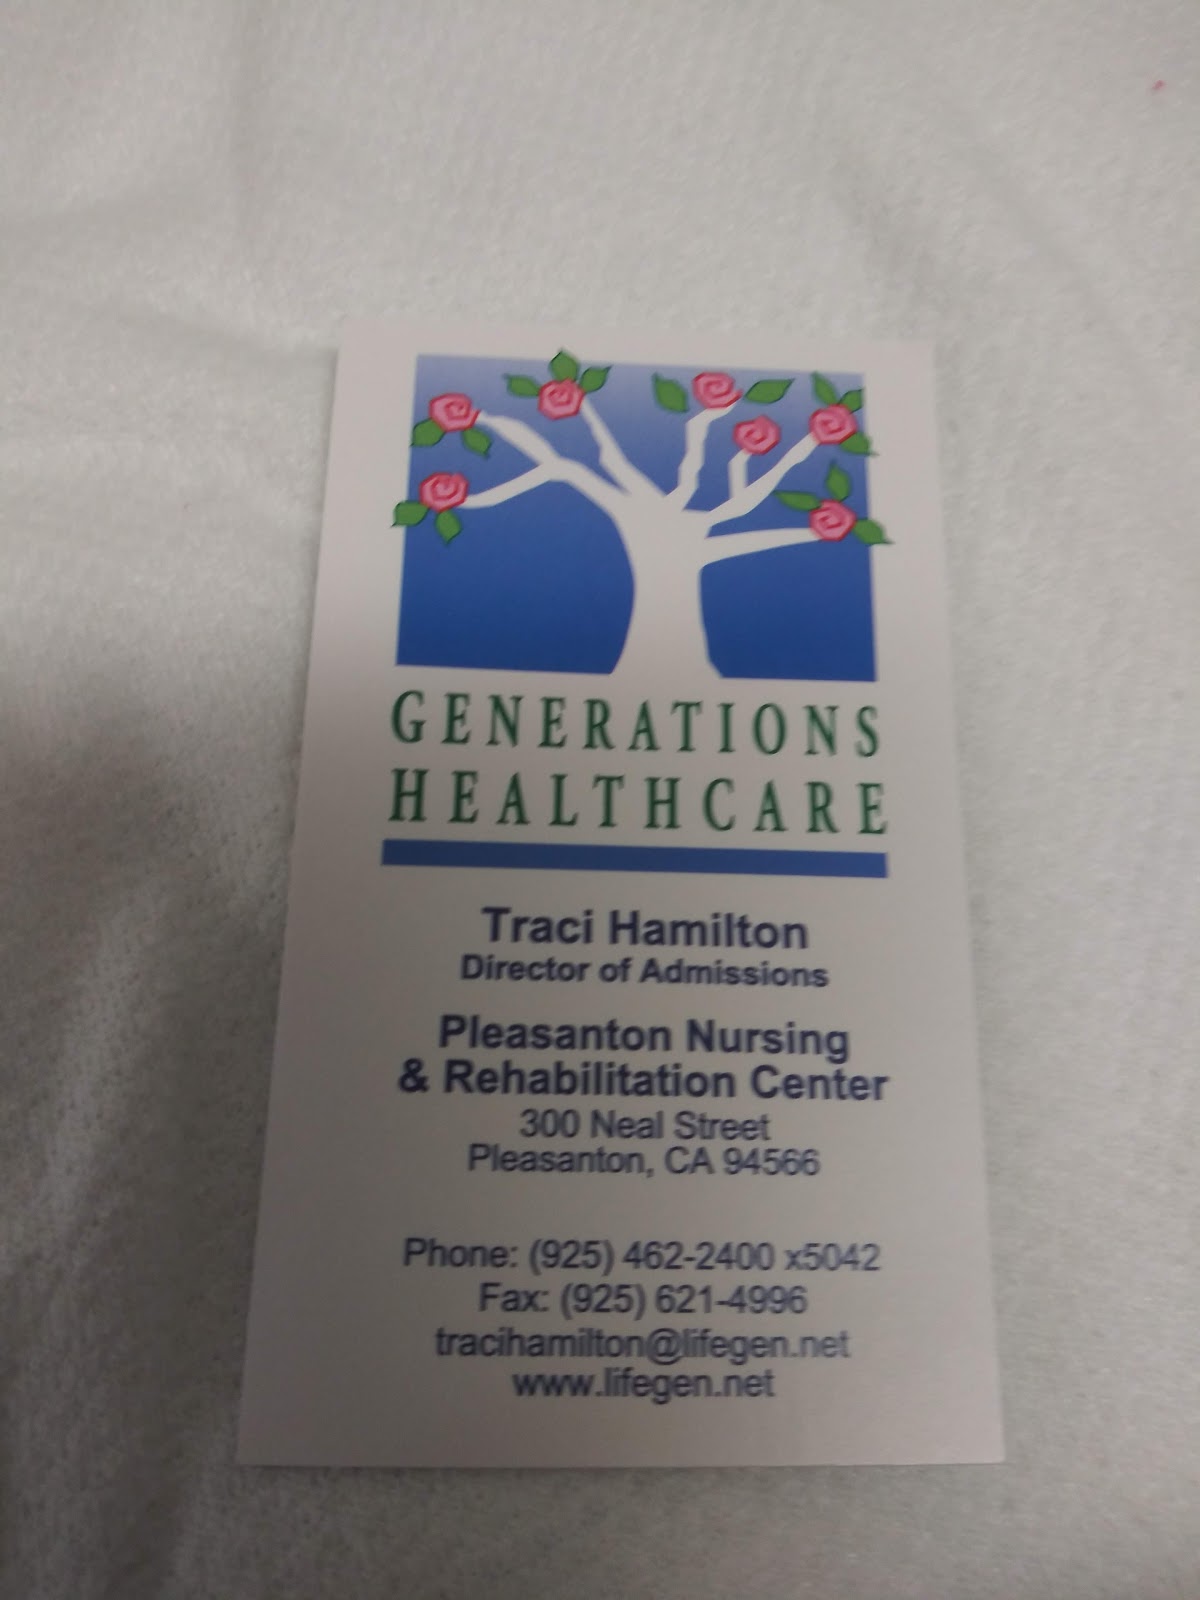 GENERATIONS
HEALTHCARE
Traci Hamilton
Director of Admissions
Pleasanton Nursing
& Rehabilitation Center
300 Neal Street
Pleasanton, CA 94566
Phone: (925) 462-2400 x5042
Fax: (925) 621-4996
tracihamilton@lifegen.net
www.lifegen.net